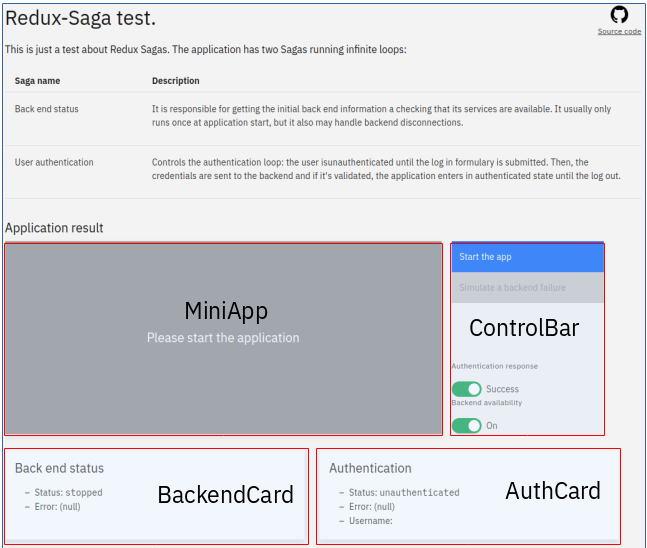 Redux-Saga test.
Source code
This is just a test about Redux Sagas. The application has two Sagas running infinite loops:
Saga name Description
Back end status It is responsible for getting the initial back end information a checking that its services are available. It usually only
runs once at application start, but it also may handle backend disconnections.
User authentication Controls the authentication loop: the user isunauthenticated until the log in formulary is submitted. Then, the
credentials are sent to the backend and if it's validated, the application enters in authenticated state until the log out.
Application result
Start the app
Simulate a backend failure
MiniApp
Please start the application
ControlBar
Authentication response
Success
Backend availability
On
Back end status
– Status: stopped
– Error: (null)
BackendCard
Authentication
– Status: unauthenticated
– Error: (null)
– Username:
AuthCard